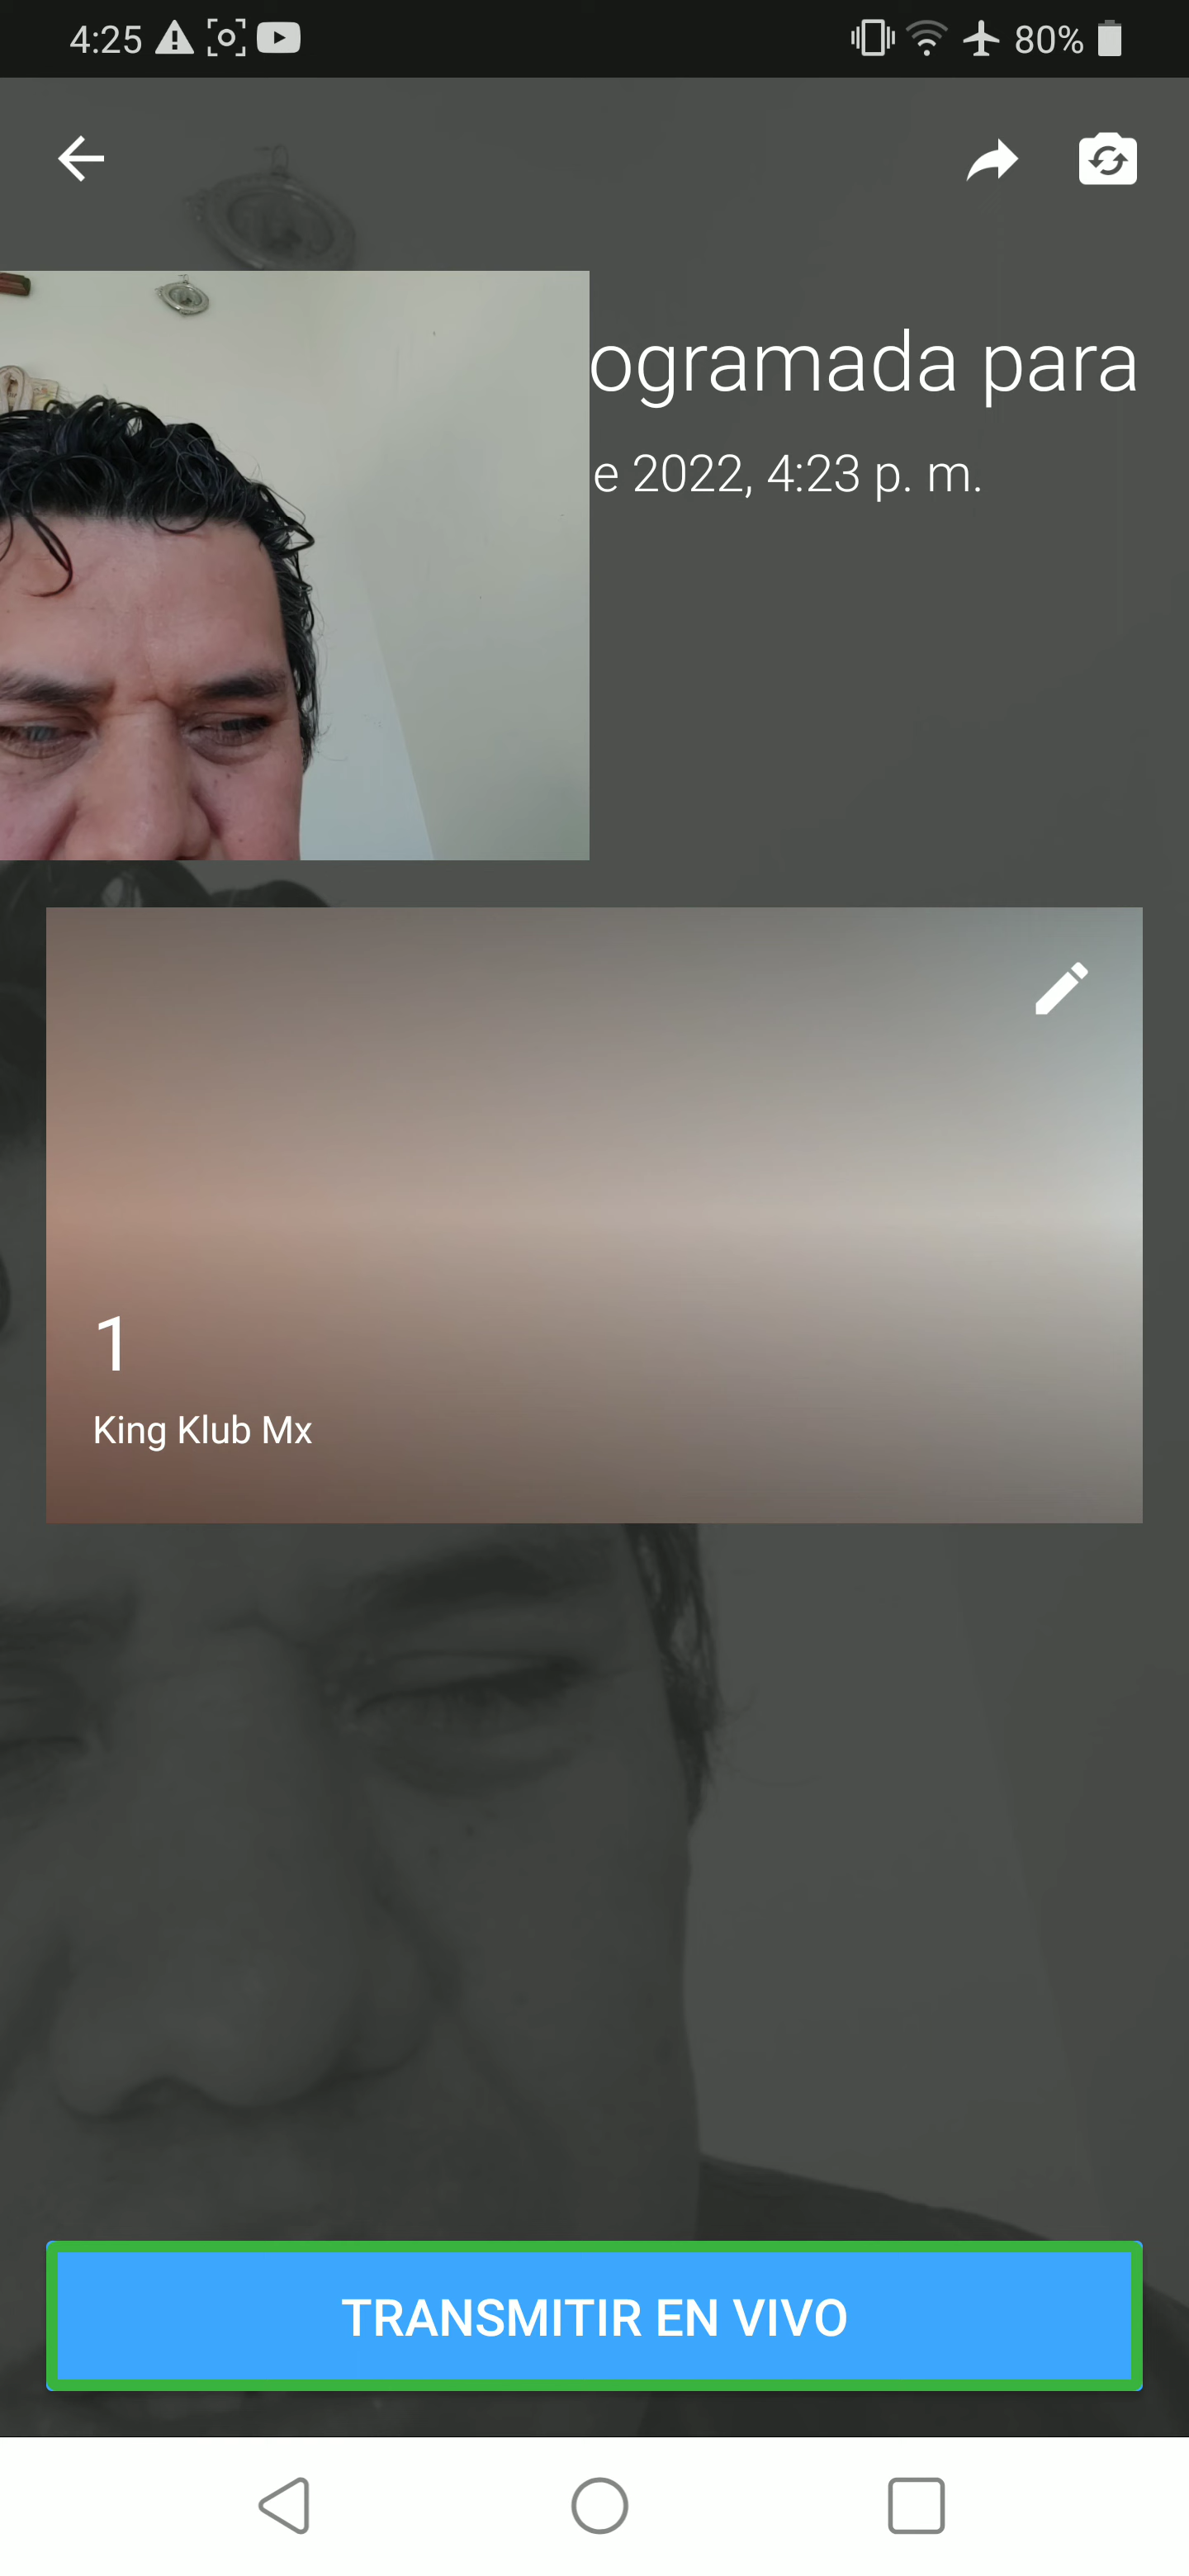 4:25
80%
ogramada para
e 2022, 4:23 p. m.
1
King Klub Mx
TRANSMITIR EN VIVO